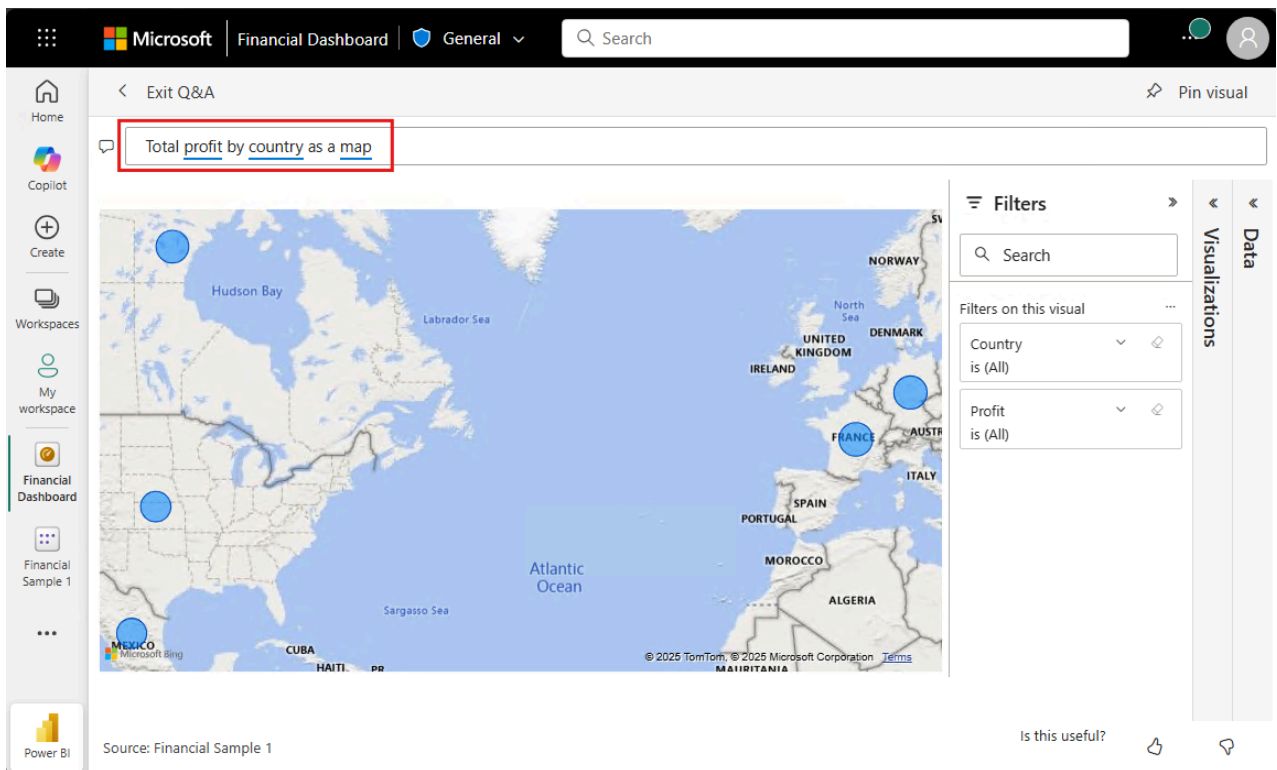 Microsoft
Financial Dashboard
General
Search
Home
Copilot
Create
Workspaces
My
workspace
Financial
Dashboard
Financial
Sample 1
Power BI
Exit Q&A
Pin visual
Total profit by country as a map
Hudson Bay
Labrador Sea
NORWAY
North
Sea
UNITED
KINGDOM
DENMARK
IRELAND
FRANCE
AUSTR
ITALY
SPAIN
PORTUGAL
Atlantic
Ocean
MOROCCO
ALGERIA
Sargasso Sea
MEXICO
Microsoft Bing
CUBA
HAITI
PR
© 2025 TomTom, © 2025 Microsoft Corporation Terms
MAURITANIA
Filters
Search
Filters on this visual
Country
is (All)
Profit
is (All)
Visualizations
Data
Source: Financial Sample 1
Is this useful?